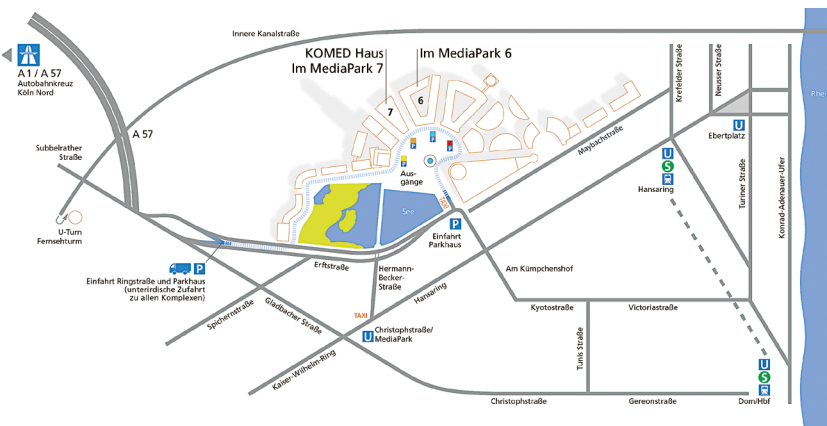 Innere Kanalstraße
KOMED Haus
Im MediaPark 7
Im MediaPark 6
A 1 / A 57
Autobahnkreuz
Köln Nord
A 57
Subbelrather
Straße
U-Turn
Fernsehturm
7
6
P
P
P
P
Aus-
gänge
See
TAXI
P
Einfahrt
Parkhaus
Maybachstraße
Krefelder Straße
Neusser Straße
U
Ebertplatz
U
S
Hansaring
Turiner Straße
Konrad-Adenauer-Ufer
P
Einfahrt Ringstraße und Parkhaus
(unterirdische Zufahrt
zu allen Komplexen)
Erftstraße
Hermann-
Becker-
Straße
Hansaring
Am Kümpchenshof
Spichernstraße
Gladbacher Straße
TAXI
U
Christophstraße/
MediaPark
Kaiser-Wilhelm-Ring
Kyotostraße
Victoriastraße
Tunis Straße
Christophstraße
Gereonstraße
U
S
Dom/Hbf